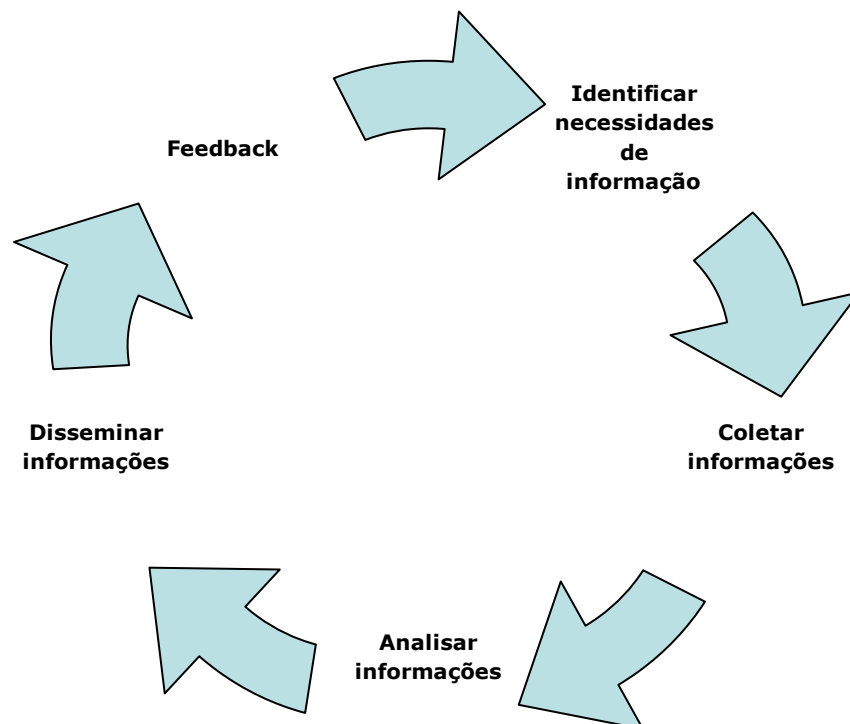 Feedback
Identificar
necessidades
de
informação
Coletar
informações
Analisar
informações
Disseminar
informações